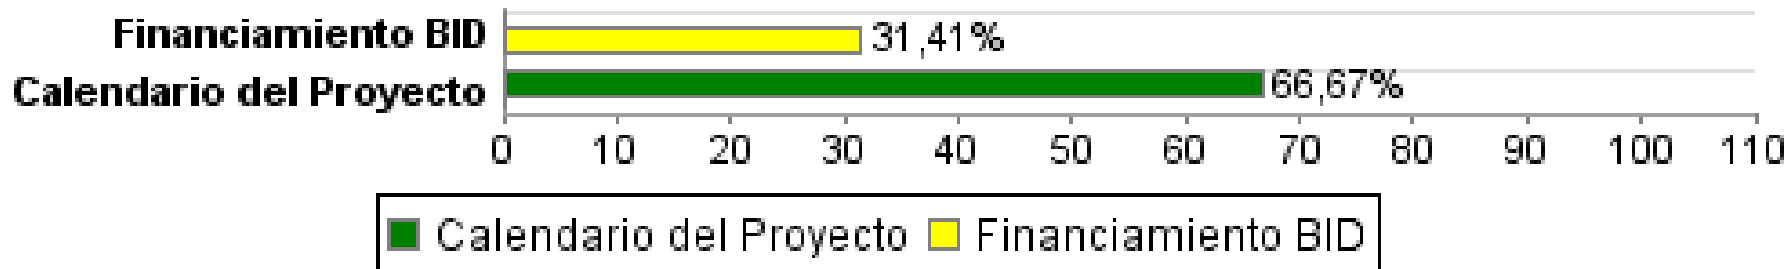 Financiamiento BID
31,41%
Calendario del Proyecto
66,67%
0 10 20 30 40 50 60 70 80 90 100 110
Calendario del Proyecto Financiamiento BID